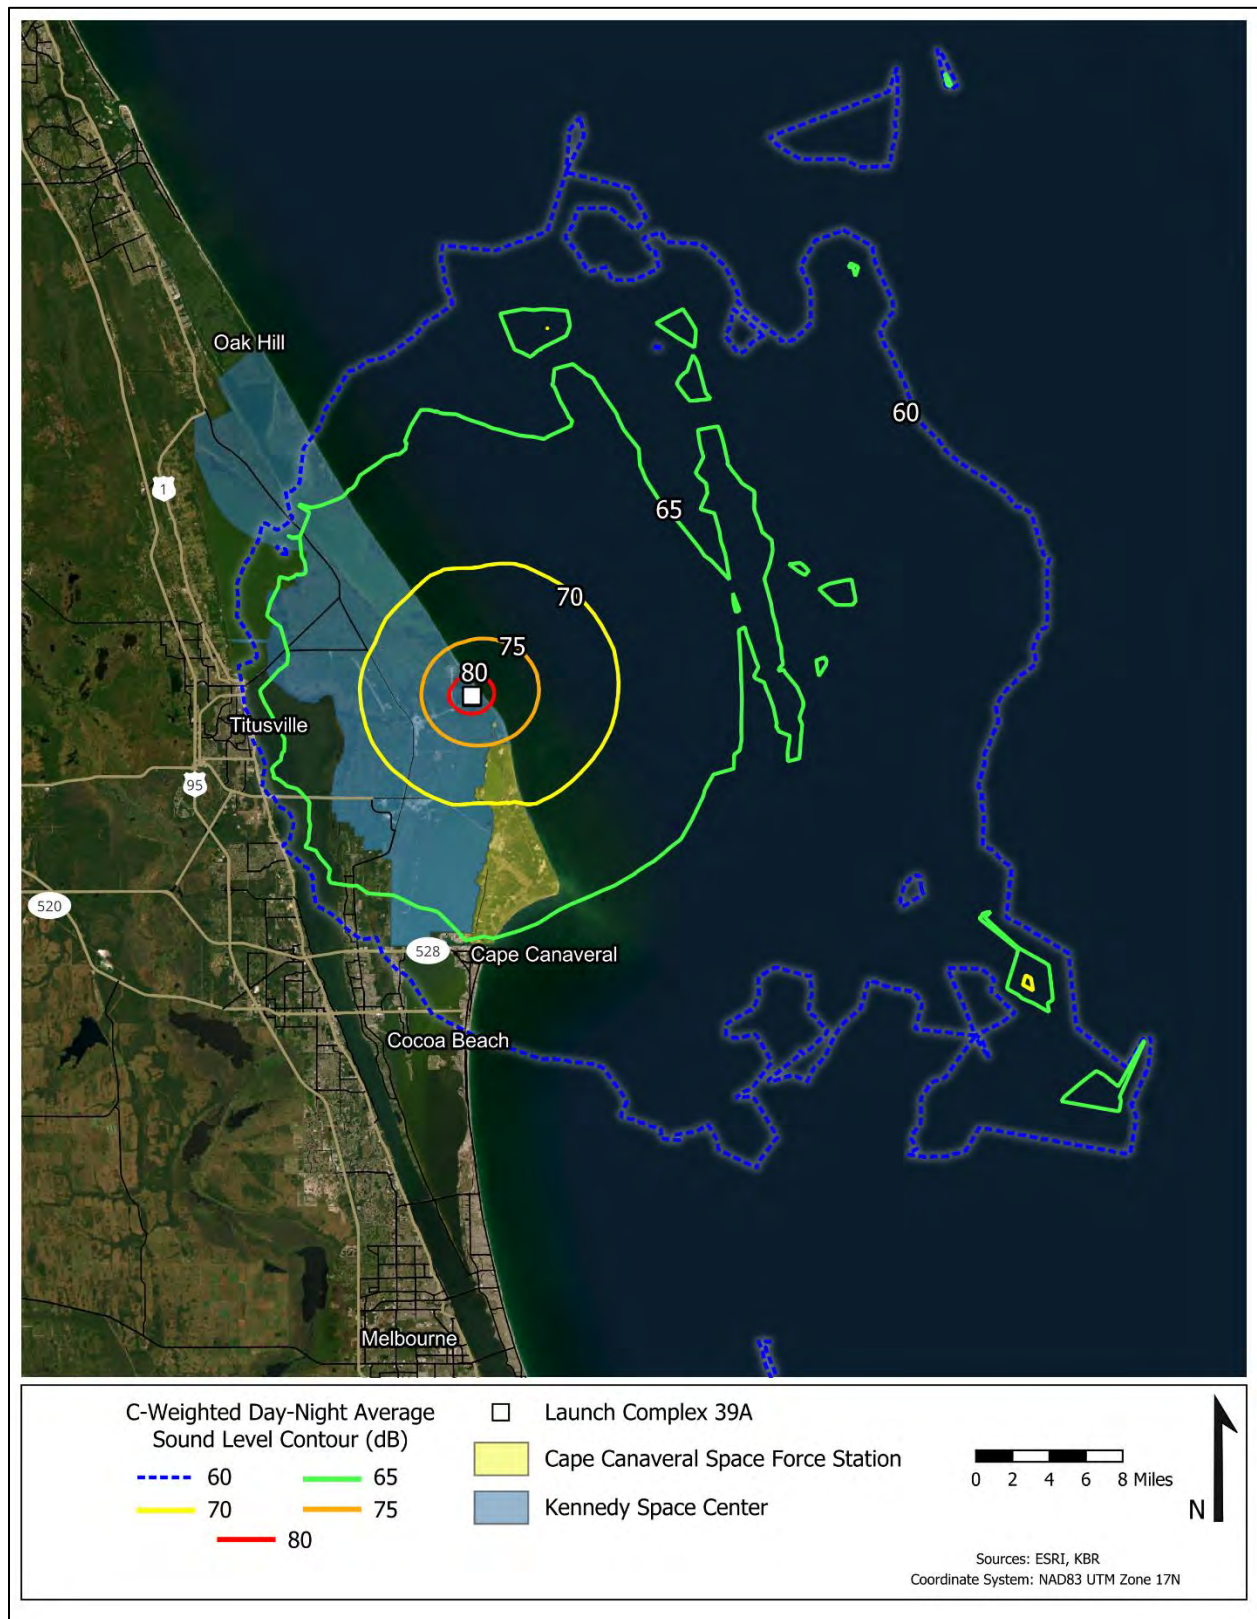 Oak Hill
60
1
65
70
75
80
Titusville
95
520
528
Cape Canaveral
Cocoa Beach
Melbourne
C-Weighted Day-Night Average
Sound Level Contour (dB)
60
65
70
75
80
Launch Complex 39A
Cape Canaveral Space Force Station
Kennedy Space Center
0 2 4 6 8 Miles
N
Sources: ESRI, KBR
Coordinate System: NAD83 UTM Zone 17N